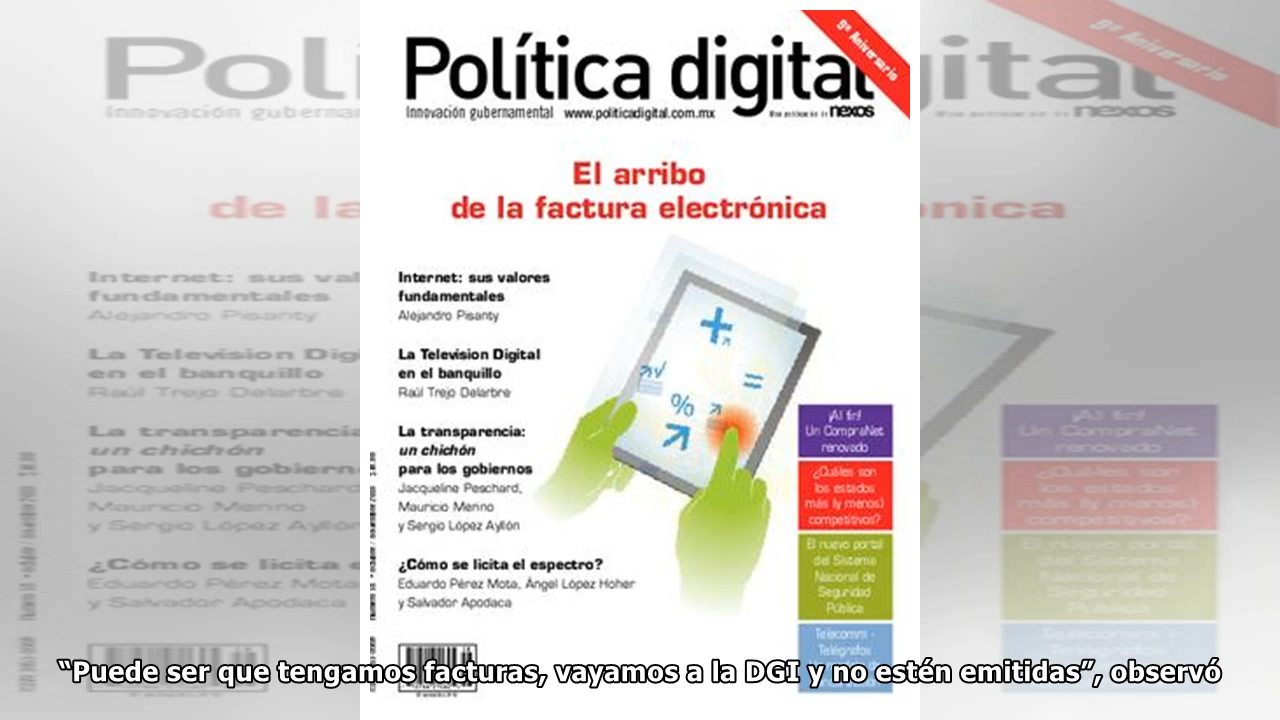 9º Aniversario
Política digital
Innovación gubernamental www.politicadigital.com.mx
Una publicación de nexos
El arribo
de la factura electrónica
Internet: sus valores
fundamentales
Alejandro Pisanty
La Television Digital
en el banquillo
Raúl Trejo Delarbre
La transparencia:
un chichón
para los gobiernos
Jacqueline Peschard,
Mauricio Merino
y Sergio López Ayllón
¿Cómo se licita el espectro?
Eduardo Pérez Mota, Ángel López Hoher
y Salvador Apodaca
¡Al fin!
Un CompraNet
renovado
¿Cuáles son
los estados
más (y menos)
competitivos?
El nuevo portal
del Sistema
Nacional de
Seguridad
Pública
Telecomm -
Telégrafos
“Puede ser que tengamos facturas, vayamos a la DGI y no estén emitidas”, observó